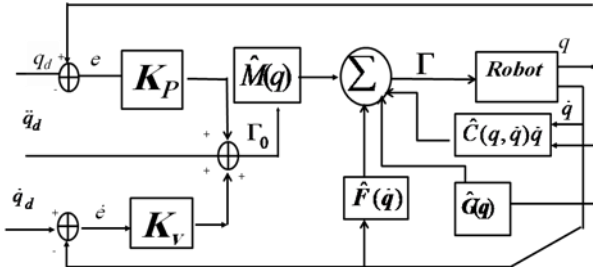 q_d + e K_P M̂(q) Σ Γ Robot q
-
q̈_d
q̇
+ Γ₀ Ĉ(q, q̇)q̇
+ +
q̇_d + ė K_v + F̂(q̇) Ĝ(q)
-